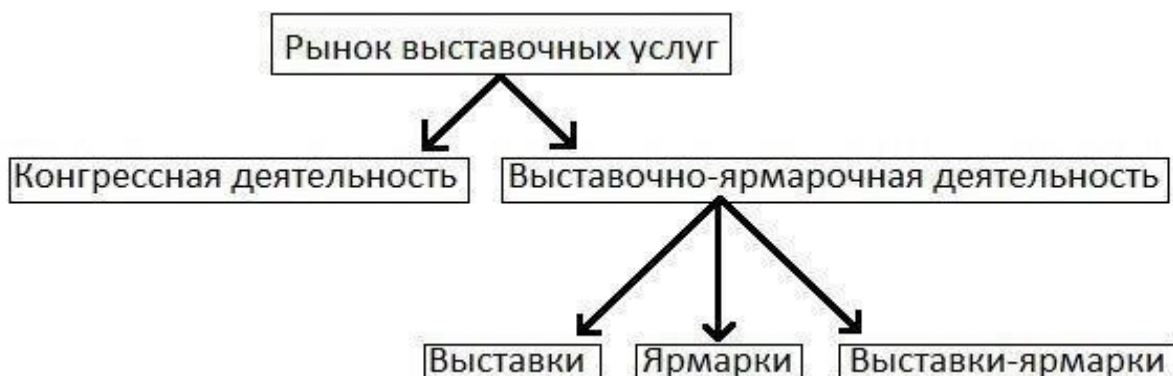 Рынок выставочных услуг
Конгрессная деятельность
Выставочно-ярмарочная деятельность
Выставки
Ярмарки
Выставки-ярмарки